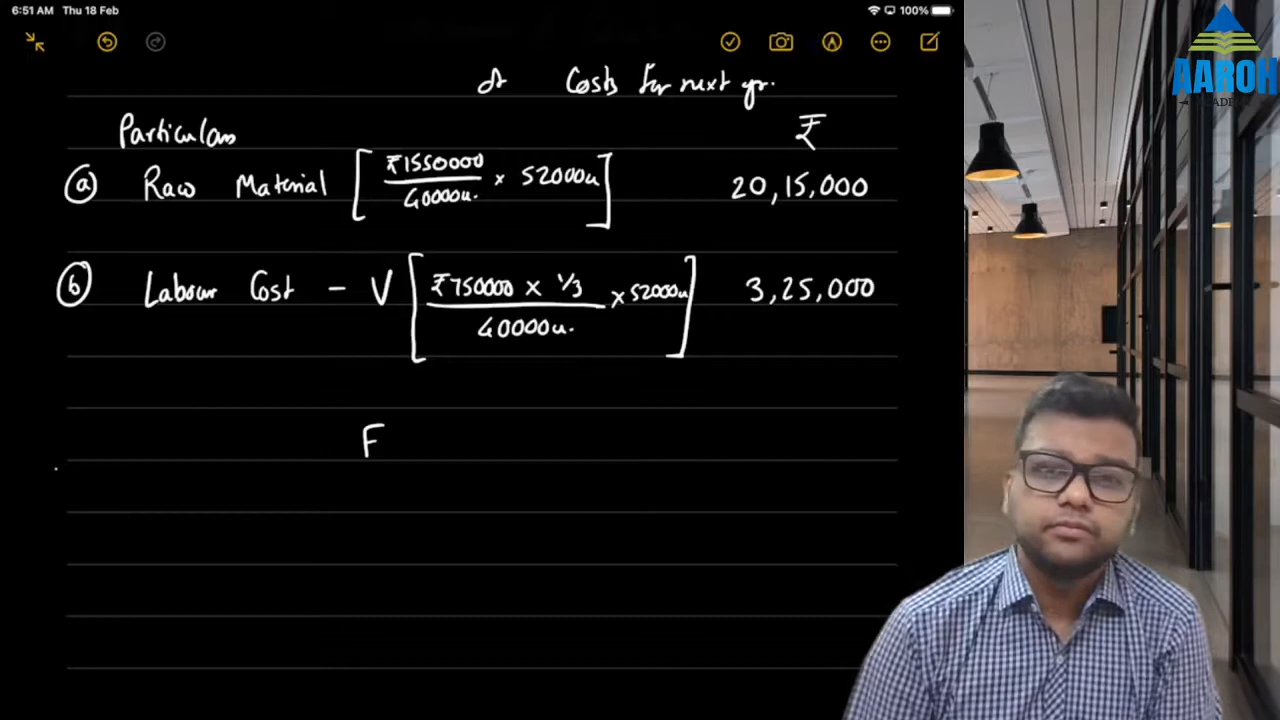 6:51 AM Thu 18 Feb 100%
AAROH
Costs for next yr.
Particulars ₹
(a) Raw Material [ ₹1550000 / 40000u. × 52000u ] 20,15,000
(b) Labour Cost - V [ ₹750000 × 1/3 / 40000u. × 52000u ] 3,25,000
F